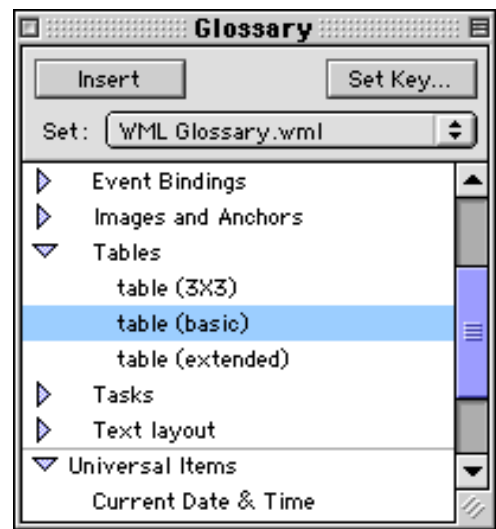 Glossary
Insert
Set Key...
Set: WML Glossary.wml
Event Bindings
Images and Anchors
Tables
table (3X3)
table (basic)
table (extended)
Tasks
Text layout
Universal Items
Current Date & Time